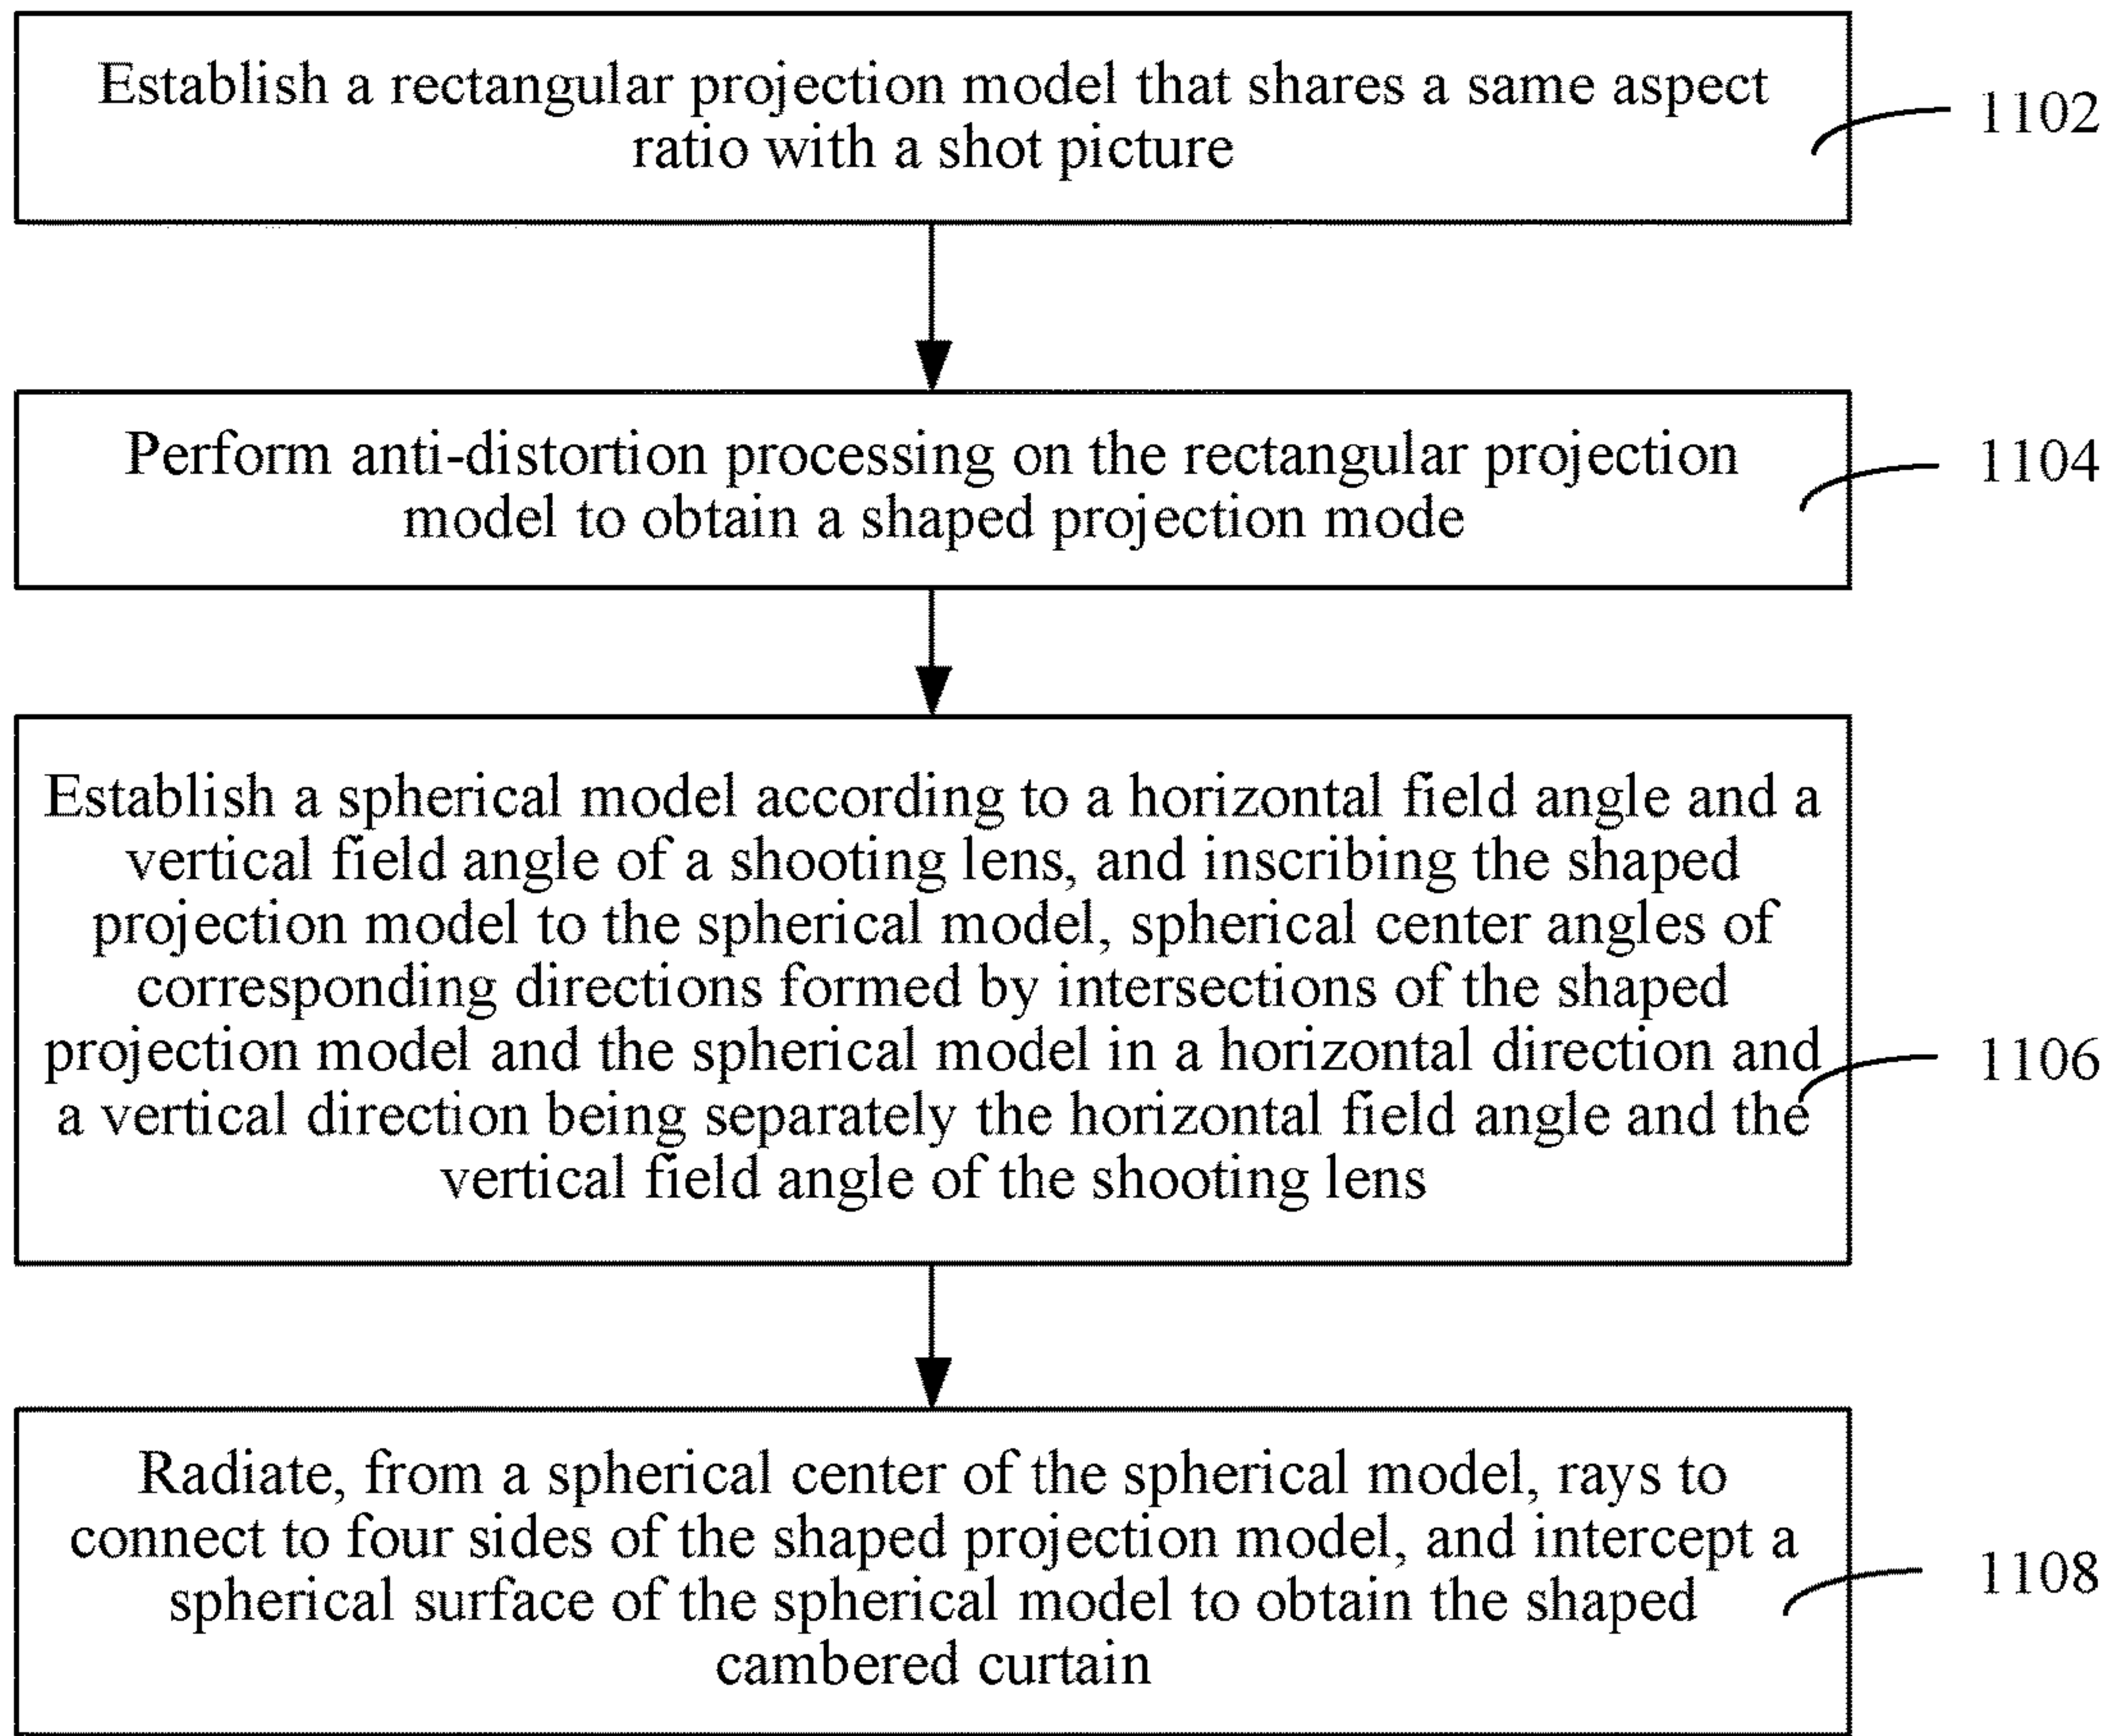 Establish a rectangular projection model that shares a same aspect
ratio with a shot picture
1102
Perform anti-distortion processing on the rectangular projection
model to obtain a shaped projection mode
1104
Establish a spherical model according to a horizontal field angle and a
vertical field angle of a shooting lens, and inscribing the shaped
projection model to the spherical model, spherical center angles of
corresponding directions formed by intersections of the shaped
projection model and the spherical model in a horizontal direction and
a vertical direction being separately the horizontal field angle and the
vertical field angle of the shooting lens
1106
Radiate, from a spherical center of the spherical model, rays to
connect to four sides of the shaped projection model, and intercept a
spherical surface of the spherical model to obtain the shaped
cambered curtain
1108